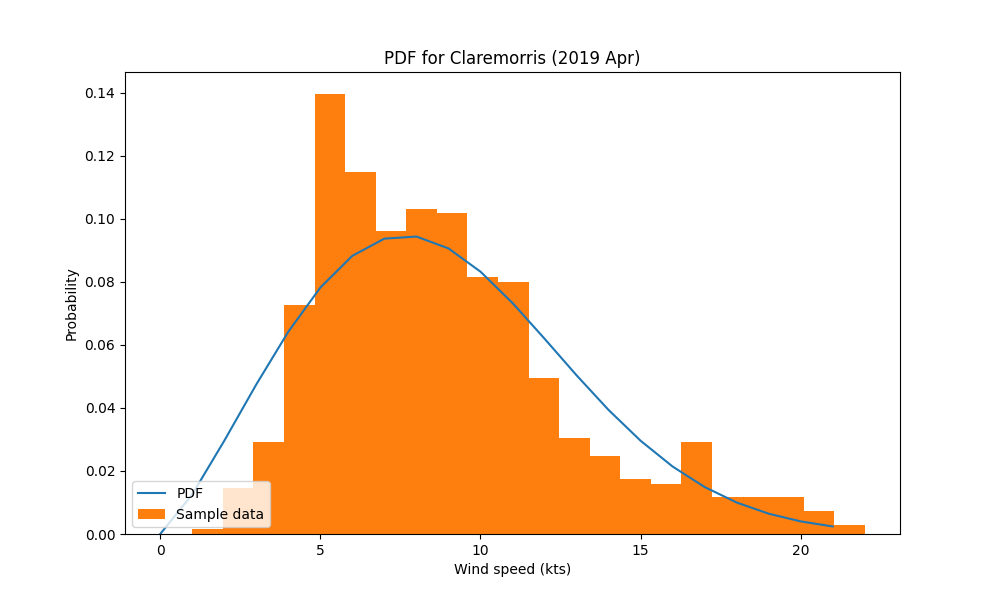 PDF for Claremorris (2019 Apr)
Probability
0.14
0.12
0.10
0.08
0.06
0.04
0.02
0.00
PDF
Sample data
0 5 10 15 20
Wind speed (kts)